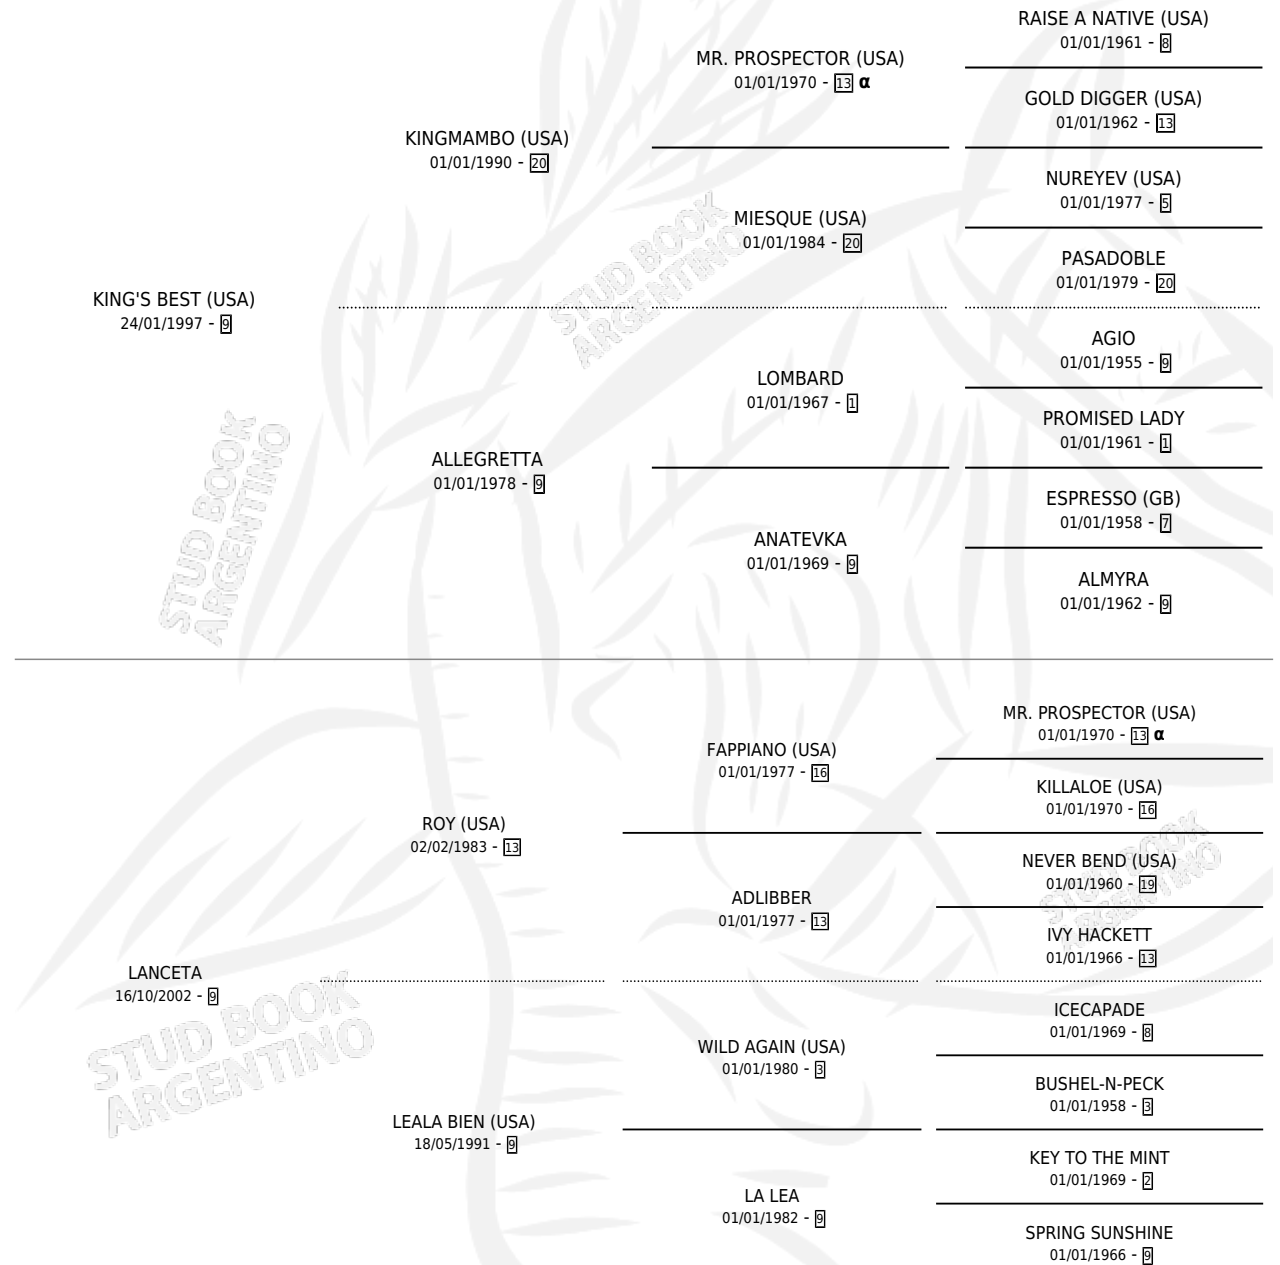 RAISE A NATIVE (USA)
01/01/1961 - 8
MR. PROSPECTOR (USA)
01/01/1970 - 13 α
GOLD DIGGER (USA)
01/01/1962 - 13
KINGMAMBO (USA)
01/01/1990 - 20
NUREYEV (USA)
01/01/1977 - 5
MIESQUE (USA)
01/01/1984 - 20
PASADOBLE
01/01/1979 - 20
KING'S BEST (USA)
24/01/1997 - 9
AGIO
01/01/1955 - 9
LOMBARD
01/01/1967 - 1
PROMISED LADY
01/01/1961 - 1
ALLEGRETTA
01/01/1978 - 9
ESPRESSO (GB)
01/01/1958 - 7
ANATEVKA
01/01/1969 - 9
ALMYRA
01/01/1962 - 9
MR. PROSPECTOR (USA)
01/01/1970 - 13 α
FAPPIANO (USA)
01/01/1977 - 16
KILLALOE (USA)
01/01/1970 - 16
ROY (USA)
02/02/1983 - 13
NEVER BEND (USA)
01/01/1960 - 19
ADLIBBER
01/01/1977 - 13
IVY HACKETT
01/01/1966 - 13
LANCETA
16/10/2002 - 9
ICECAPADE
01/01/1969 - 8
WILD AGAIN (USA)
01/01/1980 - 3
BUSHEL-N-PECK
01/01/1958 - 3
LEALA BIEN (USA)
18/05/1991 - 9
KEY TO THE MINT
01/01/1969 - 2
LA LEA
01/01/1982 - 9
SPRING SUNSHINE
01/01/1966 - 9
STUD BOOK
ARGENTINO
STUD BOOK
ARGENTINO
STUD BOOK
ARGENTINO
STUD BOOK
ARGENTINO